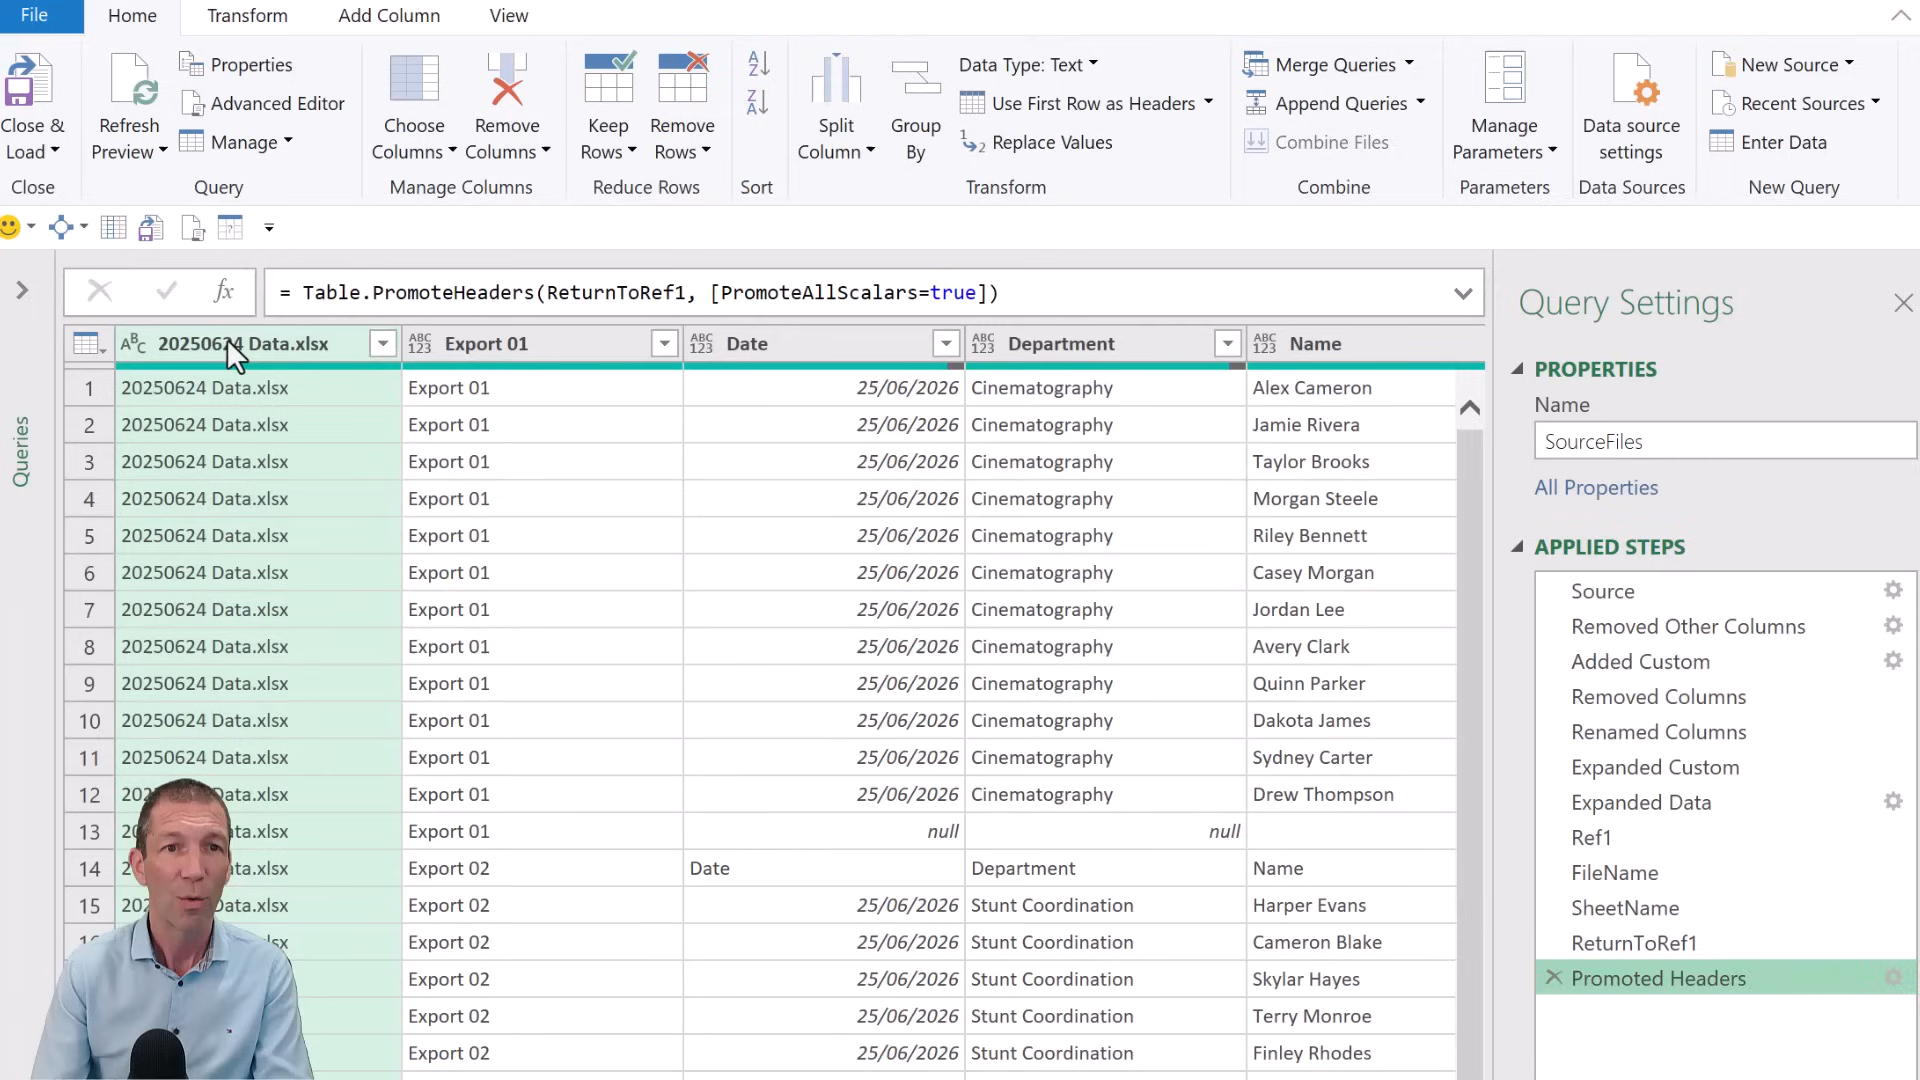 File Home Transform Add Column View
Close & Load
Close
Refresh Preview
Properties
Advanced Editor
Manage
Query
Choose Columns
Remove Columns
Manage Columns
Keep Rows
Remove Rows
Reduce Rows
A Z
Z A
Sort
Split Column
Group By
Data Type: Text
Use First Row as Headers
1 2 Replace Values
Transform
Merge Queries
Append Queries
Combine Files
Combine
Manage Parameters
Parameters
Data source settings
Data Sources
New Source
Recent Sources
Enter Data
New Query
fx = Table.PromoteHeaders(ReturnToRef1, [PromoteAllScalars=true])
Queries
ABC 20250624 Data.xlsx ABC 123 Export 01 ABC 123 Date ABC 123 Department ABC 123 Name
1 20250624 Data.xlsx Export 01 25/06/2026 Cinematography Alex Cameron
2 20250624 Data.xlsx Export 01 25/06/2026 Cinematography Jamie Rivera
3 20250624 Data.xlsx Export 01 25/06/2026 Cinematography Taylor Brooks
4 20250624 Data.xlsx Export 01 25/06/2026 Cinematography Morgan Steele
5 20250624 Data.xlsx Export 01 25/06/2026 Cinematography Riley Bennett
6 20250624 Data.xlsx Export 01 25/06/2026 Cinematography Casey Morgan
7 20250624 Data.xlsx Export 01 25/06/2026 Cinematography Jordan Lee
8 20250624 Data.xlsx Export 01 25/06/2026 Cinematography Avery Clark
9 20250624 Data.xlsx Export 01 25/06/2026 Cinematography Quinn Parker
10 20250624 Data.xlsx Export 01 25/06/2026 Cinematography Dakota James
11 20250624 Data.xlsx Export 01 25/06/2026 Cinematography Sydney Carter
12 Data.xlsx Export 01 25/06/2026 Cinematography Drew Thompson
13 Export 01 null null
14 Export 02 Date Department Name
15 Export 02 25/06/2026 Stunt Coordination Harper Evans
Export 02 25/06/2026 Stunt Coordination Cameron Blake
Export 02 25/06/2026 Stunt Coordination Skylar Hayes
Export 02 25/06/2026 Stunt Coordination Terry Monroe
Export 02 25/06/2026 Stunt Coordination Finley Rhodes
Query Settings
PROPERTIES
Name
SourceFiles
All Properties
APPLIED STEPS
Source
Removed Other Columns
Added Custom
Removed Columns
Renamed Columns
Expanded Custom
Expanded Data
Ref1
FileName
SheetName
ReturnToRef1
Promoted Headers